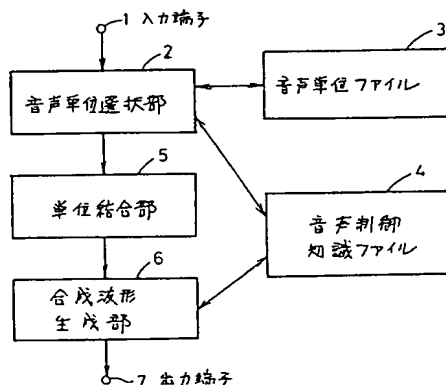 1 入力端子
2
音声単位選択部
3
音声単位ファイル
5
単位結合部
4
音声制御
知識ファイル
6
合成波形
生成部
7 出力端子